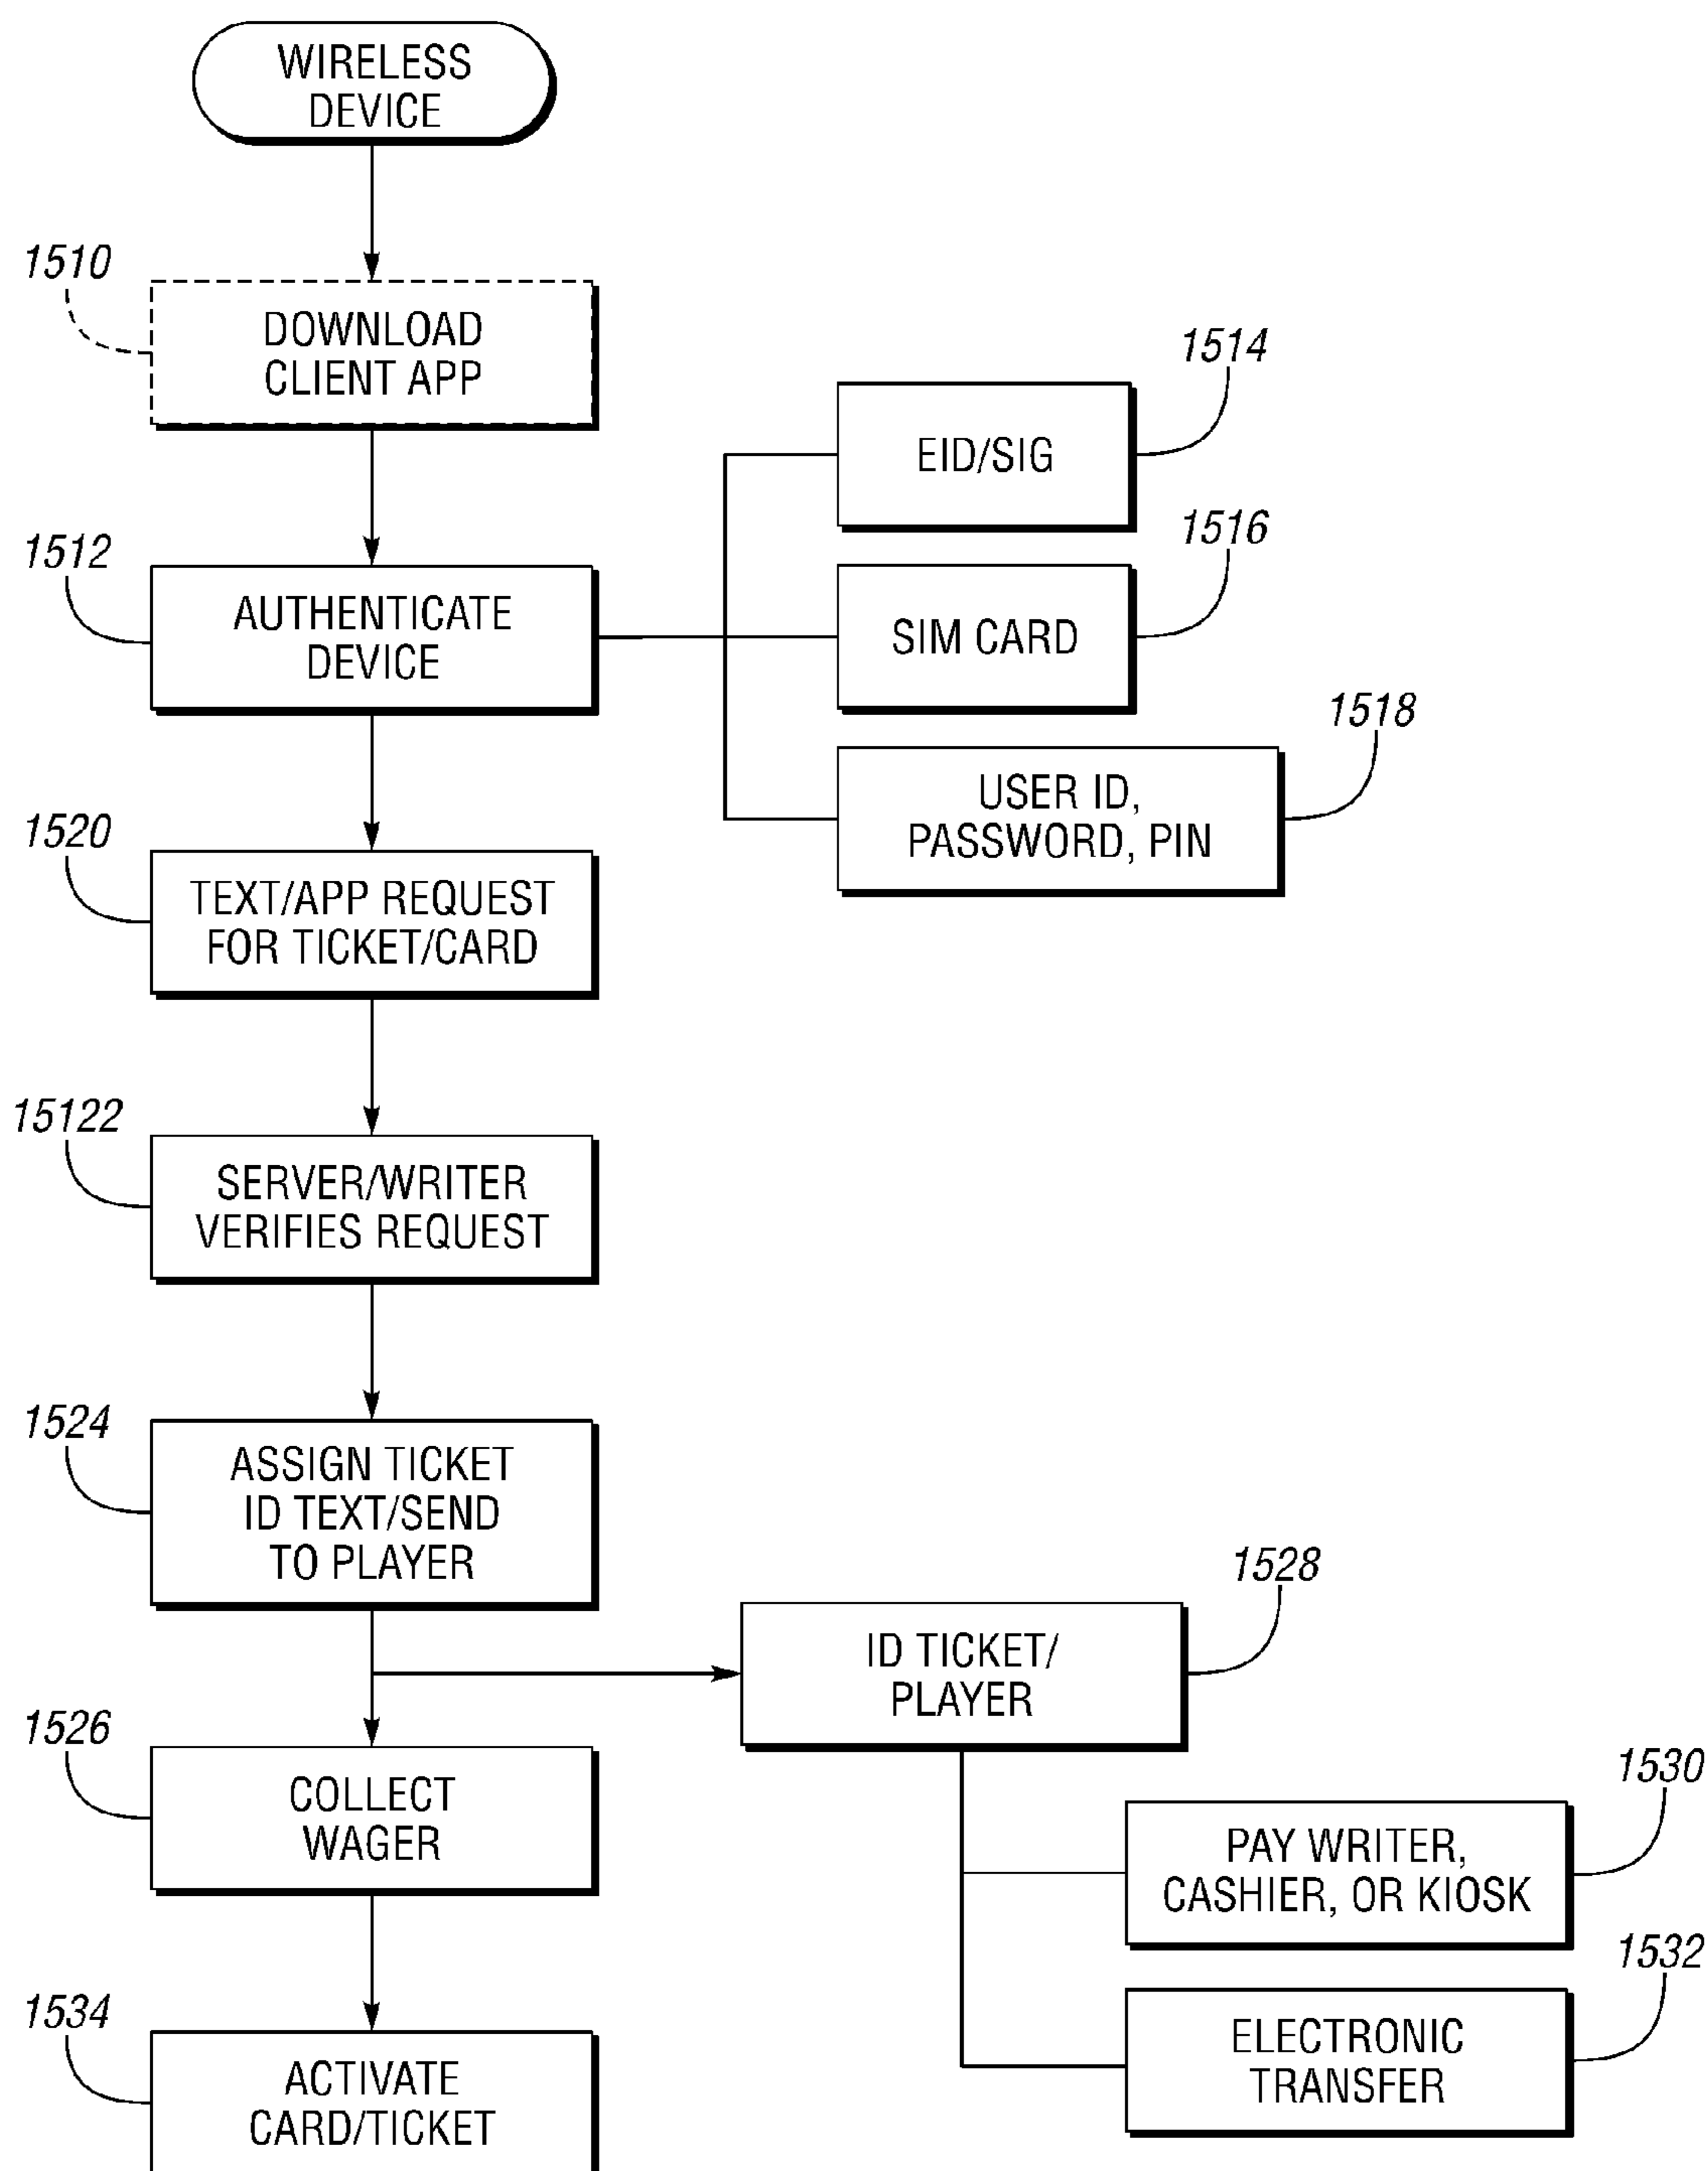 WIRELESS
DEVICE
1510
DOWNLOAD
CLIENT APP
1514
EID/SIG
1512
AUTHENTICATE
DEVICE
1516
SIM CARD
1518
USER ID,
PASSWORD, PIN
1520
TEXT/APP REQUEST
FOR TICKET/CARD
15122
SERVER/WRITER
VERIFIES REQUEST
1524
ASSIGN TICKET
ID TEXT/SEND
TO PLAYER
1528
ID TICKET/
PLAYER
1526
COLLECT
WAGER
1530
PAY WRITER,
CASHIER, OR KIOSK
1532
ELECTRONIC
TRANSFER
1534
ACTIVATE
CARD/TICKET